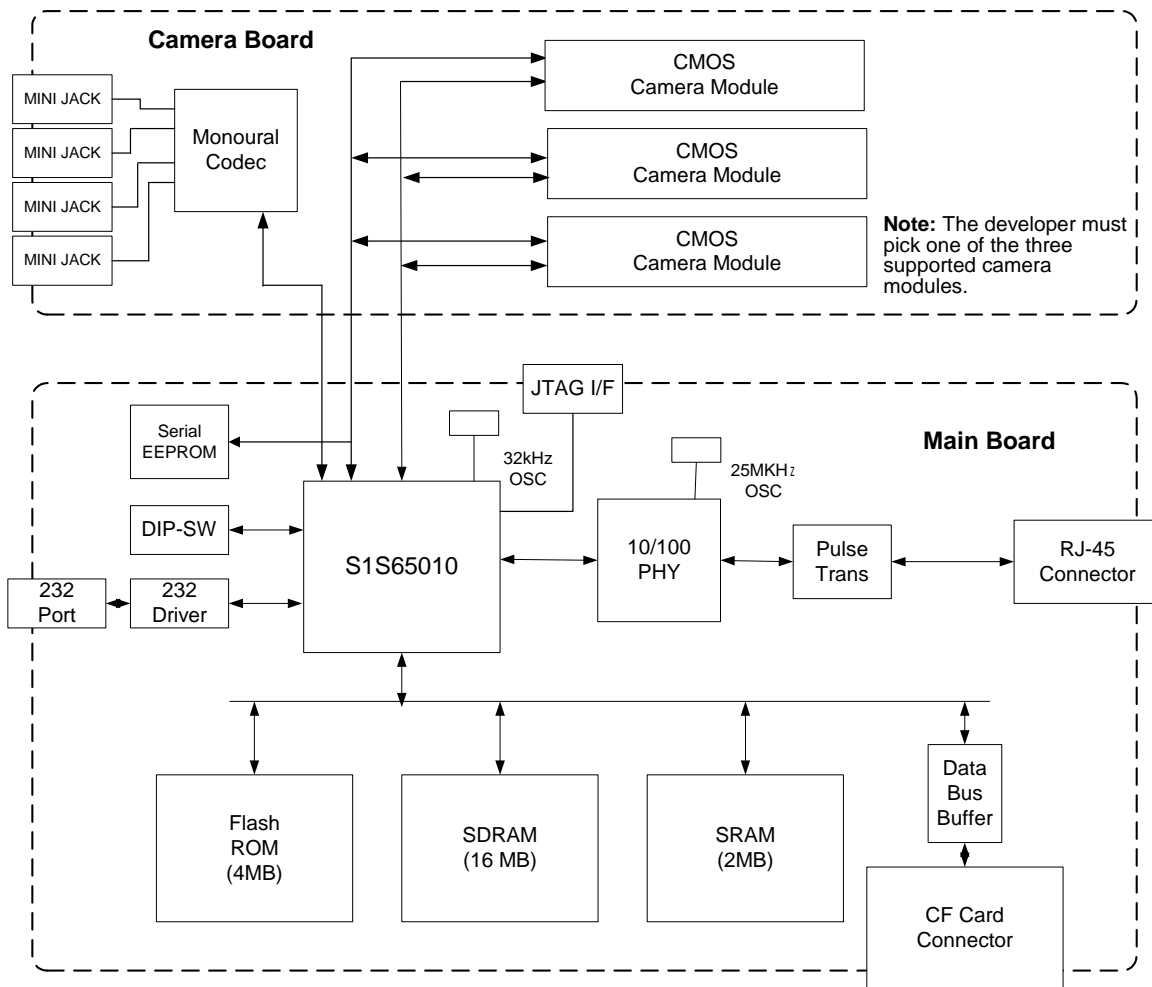 Camera Board
MINI JACK
MINI JACK
MINI JACK
MINI JACK
Monoural
Codec
CMOS
Camera Module
CMOS
Camera Module
CMOS
Camera Module
Note: The developer must
pick one of the three
supported camera
modules.
JTAG I/F
Main Board
Serial
EEPROM
32kHz
OSC
25MKHz
OSC
DIP-SW
S1S65010
10/100
PHY
Pulse
Trans
RJ-45
Connector
232
Port
232
Driver
Flash
ROM
(4MB)
SDRAM
(16 MB)
SRAM
(2MB)
Data
Bus
Buffer
CF Card
Connector